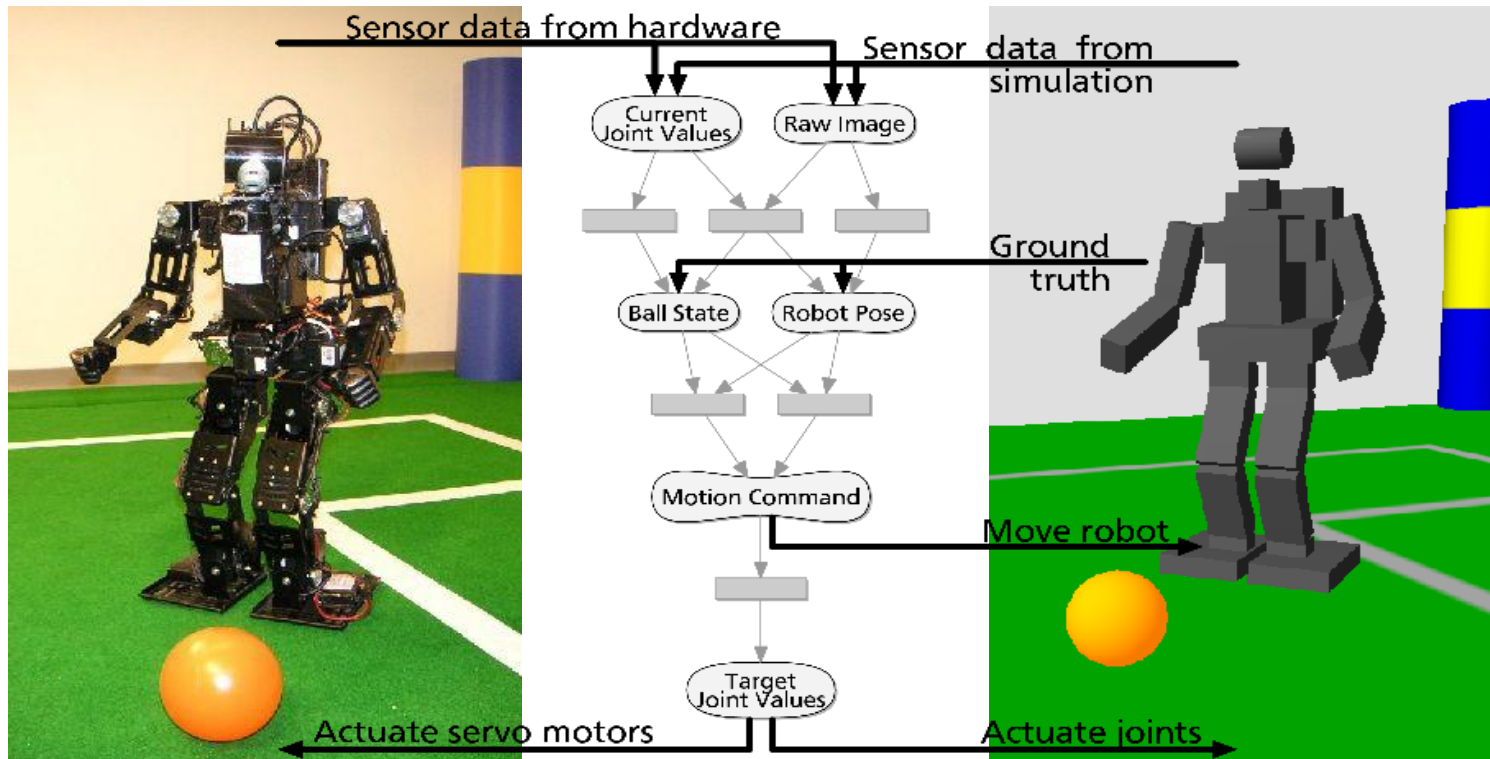 Sensor data from hardware
Sensor data from
simulation
Current
Joint Values
Raw Image
Ground
truth
Ball State
Robot Pose
Motion Command
Move robot
Target
Joint Values
Actuate servo motors
Actuate joints